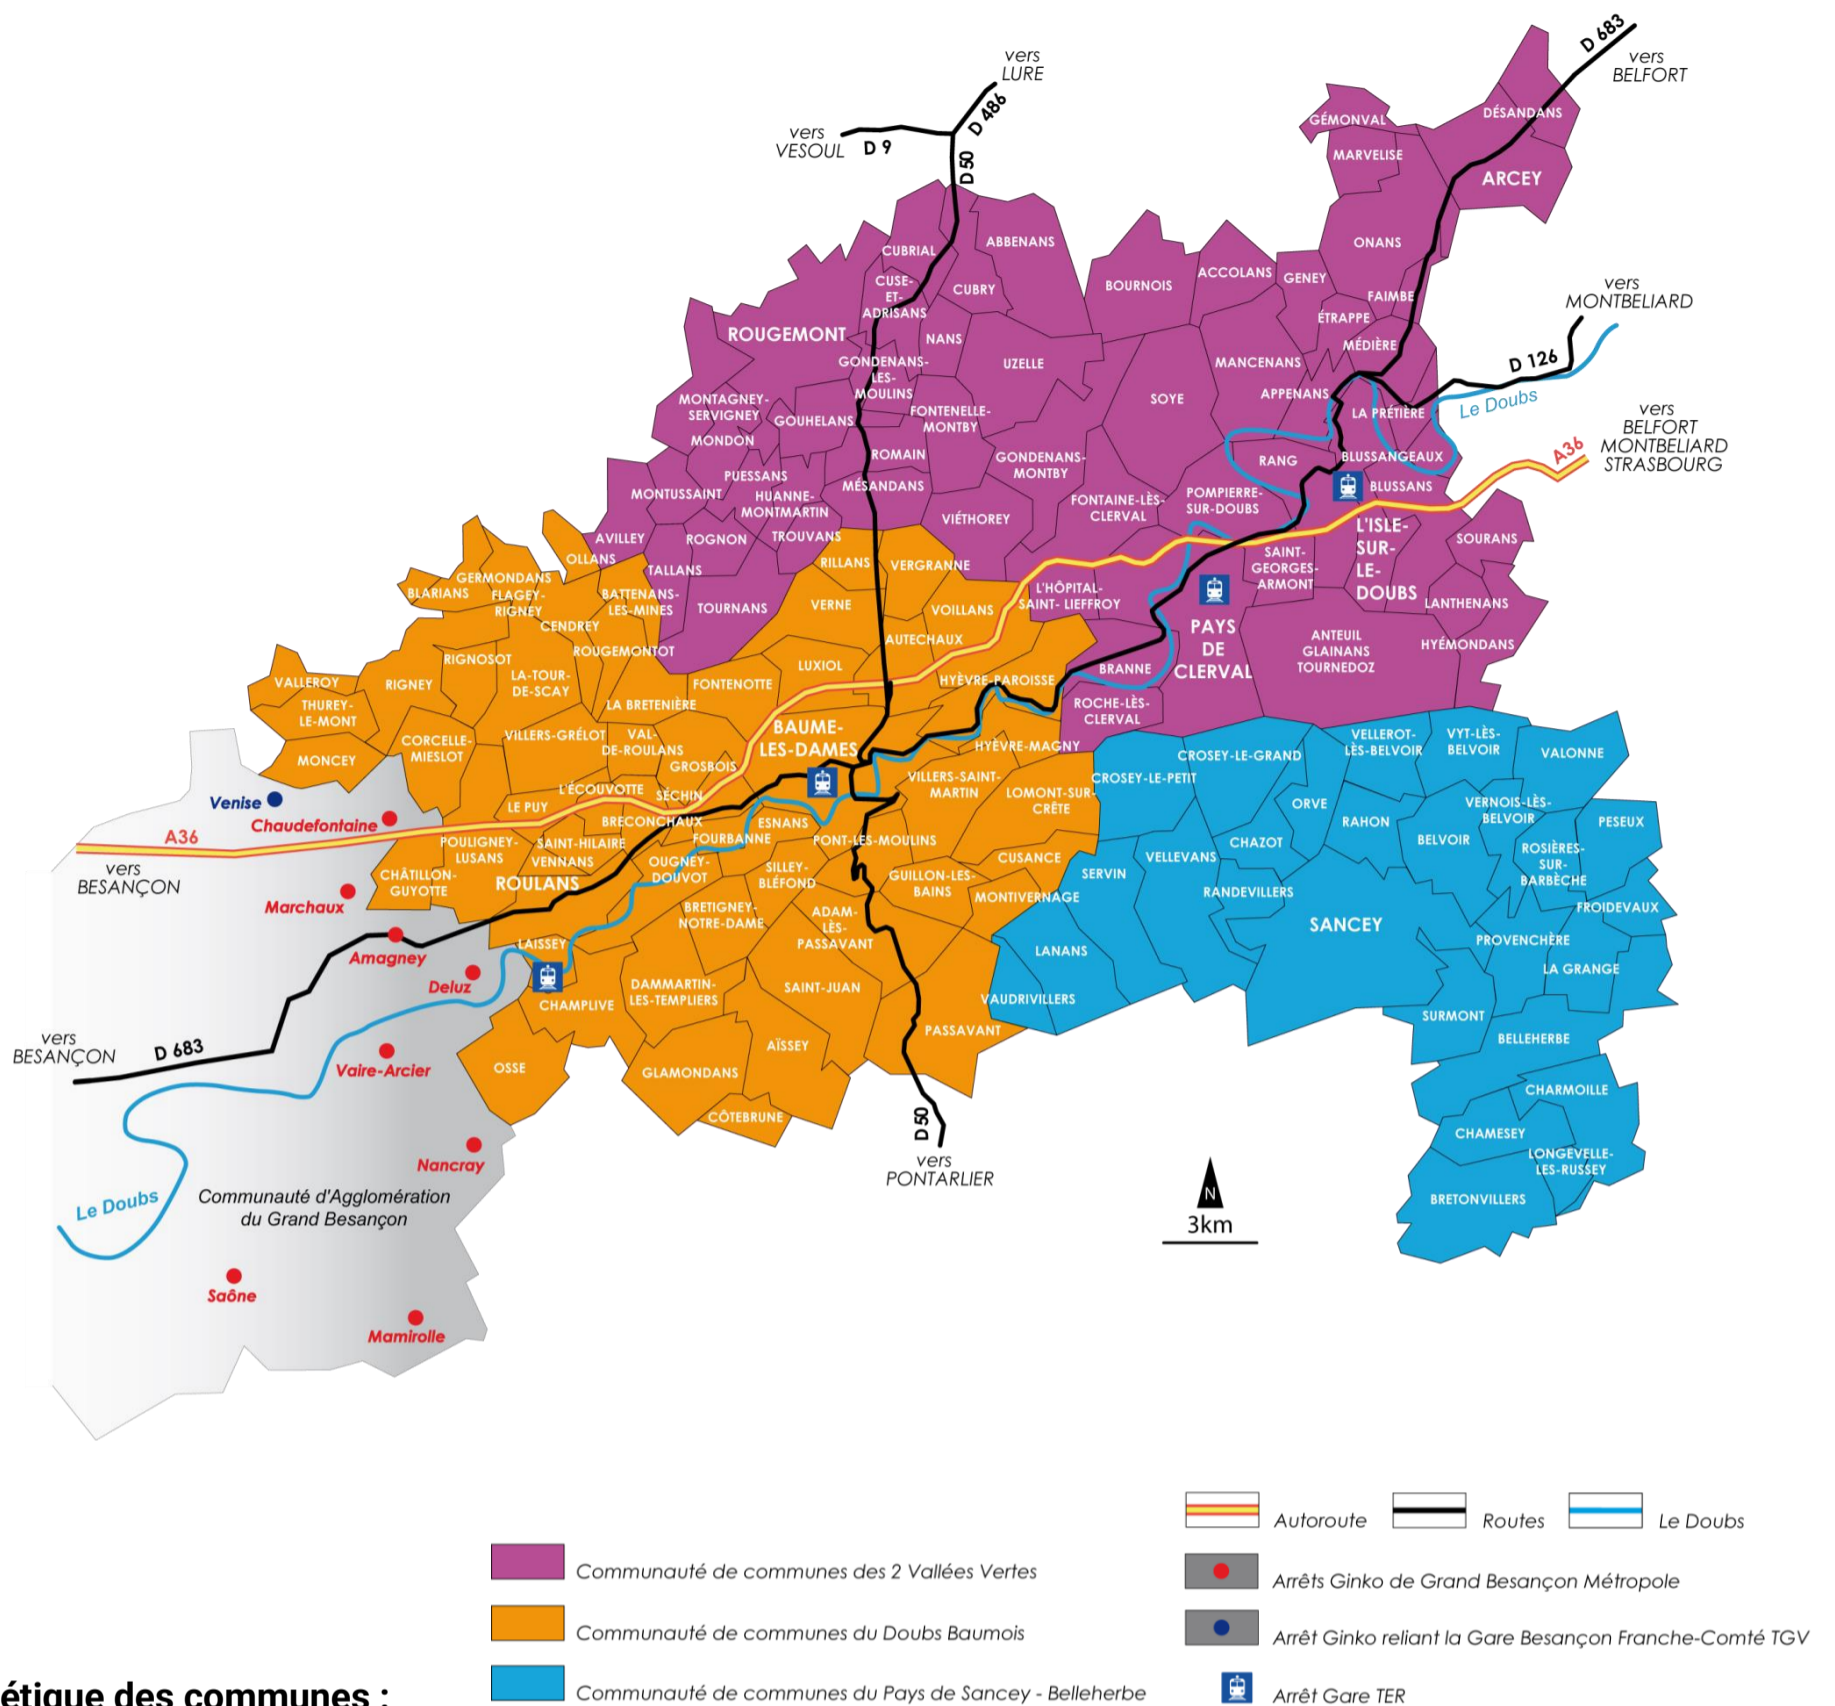 D 683
vers
BELFORT
vers
LURE
D 486
vers
VESOUL
D 9
D 50
GÉMONVAL
DÉSANDANS
MARVELISE
ARCEY
CUBRIAL
ABBENANS
ONANS
CUSE-
ET-
ADRISANS
CUBRY
BOURNOIS
ACCOLANS
GENEY
FAIMBE
vers
MONTBELIARD
ROUGEMONT
NANS
ÉTRAPPE
MÉDIÈRE
GONDENANS-
LES-
MOULINS
UZELLE
MANCENANS
D 126
Le Doubs
MONTAGNEY-
SERVIGNEY
GOUHELANS
FONTENELLE-
MONTBY
SOYE
APPENANS
LA PRÉTIÈRE
vers
BELFORT
MONTBELIARD
STRASBOURG
A36
MONDON
ROMAIN
GONDENANS-
MONTBY
RANG
BLUSSANGEAUX
PUESSANS
MONTUSSAINT
HUANNE-
MONTMARTIN
MÉSANDANS
FONTAINE-LÈS-
CLERVAL
POMPIERRE-
SUR-DOUBS
BLUSSANS
VIÉTHOREY
L'ISLE-
SUR-
LE-
DOUBS
AVILLEY
ROGNON
TROUVANS
SOURANS
OLLANS
TALLANS
RILLANS
VERGRANNE
SAINT-
GEORGES-
ARMONT
GERMONDANS
BLARIANS
FLAGEY-
RIGNEY
BATTENANS-
LES-MINES
TOURNANS
VERNE
VOILLANS
L'HÔPITAL-
SAINT- LIEFFROY
LANTHENANS
CENDREY
AUTECHAUX
PAYS
DE
CLERVAL
ANTEUIL
GLAINANS
TOURNEDOZ
HYÉMONDANS
ROUGEMONTOT
RIGNOSOT
LUXIOL
BRANNE
VALLEROY
RIGNEY
LA-TOUR-
DE-SCAY
FONTENOTTE
HYÈVRE-PAROISSE
THUREY-
LE-MONT
LA BRETENIÈRE
ROCHE-LÈS-
CLERVAL
MONCEY
CORCELLE-
MIESLOT
VILLERS-GRÉLOT
VAL-
DE-ROULANS
BAUME-
LES-DAMES
HYÈVRE-MAGNY
CROSEY-LE-GRAND
VELLEROT-
LÈS-BELVOIR
VYT-LÈS-
BELVOIR
VALONNE
GROSBOIS
VILLERS-SAINT-
MARTIN
CROSEY-LE-PETIT
Venise
L'ÉCOUVOTTE
SÉCHIN
LOMONT-SUR-
CRÊTE
ORVE
VERNOIS-LÈS-
BELVOIR
LE PUY
Chaudefontaine
BRECONCHAUX
ESNANS
RAHON
PESEUX
A36
vers
BESANÇON
POULIGNEY-
LUSANS
SAINT-HILAIRE
FOURBANNE
PONT-LES-MOULINS
CHAZOT
BELVOIR
ROSIÈRES-
SUR-
BARBÈCHE
VENNANS
CUSANCE
VELLEVANS
CHÂTILLON-
GUYOTTE
ROULANS
OUGNEY-
DOUVOT
SILLEY-
BLÉFOND
GUILLON-LES-
BAINS
SERVIN
Marchaux
MONTIVERNAGE
RANDEVILLERS
FROIDEVAUX
BRETIGNEY-
NOTRE-DAME
ADAM-
LÈS-
PASSAVANT
SANCEY
PROVENCHÈRE
LAISSEY
LANANS
Amagney
LA GRANGE
Deluz
DAMMARTIN-
LES-TEMPLIERS
SAINT-JUAN
VAUDRIVILLERS
CHAMPLIVE
SURMONT
PASSAVANT
BELLEHERBE
vers
BESANÇON
D 683
AÏSSEY
Vaire-Arcier
OSSE
GLAMONDANS
CHARMOILLE
CÔTEBRUNE
D 50
CHAMESEY
vers
PONTARLIER
Nancray
LONGEVELLE-
LES-RUSSEY
N
3km
BRETONVILLERS
Le Doubs
Communauté d'Agglomération
du Grand Besançon
Saône
Mamirolle
Autoroute
Routes
Le Doubs
Communauté de communes des 2 Vallées Vertes
Arrêts Ginko de Grand Besançon Métropole
Communauté de communes du Doubs Baumois
Arrêt Ginko reliant la Gare Besançon Franche-Comté TGV
Communauté de communes du Pays de Sancey - Belleherbe
Arrêt Gare TER
étique des communes :